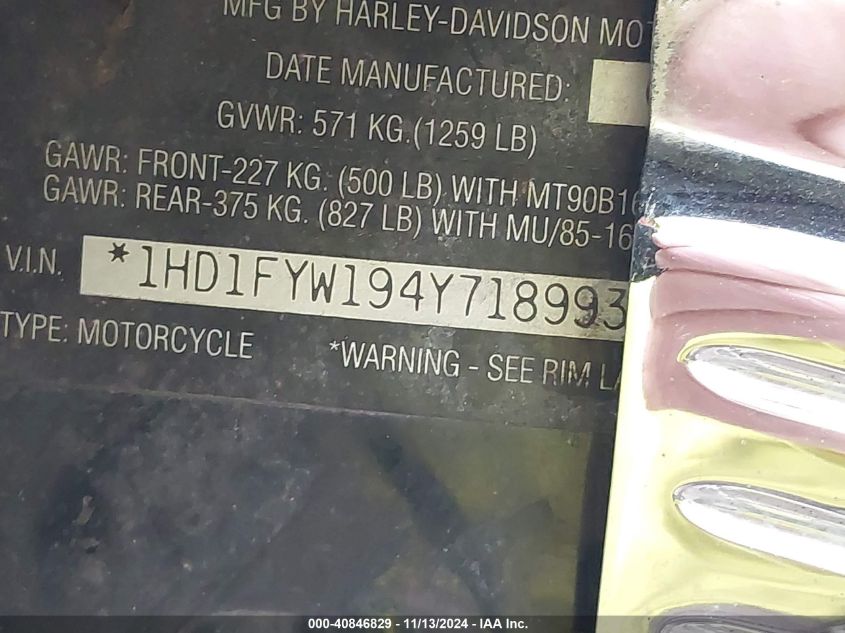 MFG BY HARLEY-DAVIDSON
DATE MANUFACTURED:
GVWR: 571 KG.(1259 LB)
GAWR: FRONT-227 KG. (500 LB) WITH MT90B16
GAWR: REAR-375 KG. (827 LB) WITH MU/85-16
V.I.N. *1HD1FYW194Y718993
TYPE: MOTORCYCLE *WARNING - SEE RIM
000-40846829 - 11/13/2024 - IAA Inc.